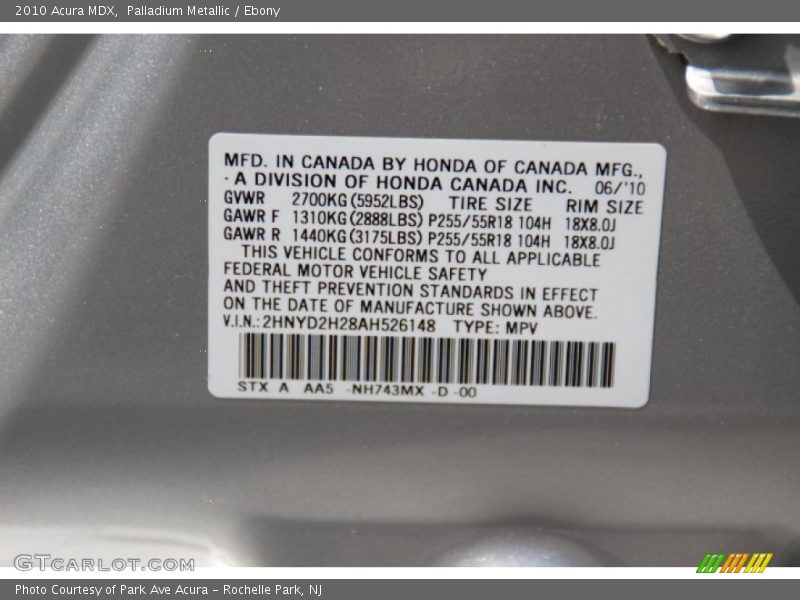 2010 Acura MDX, Palladium Metallic / Ebony
MFD. IN CANADA BY HONDA OF CANADA MFG.,
A DIVISION OF HONDA CANADA INC. 06/'10
GVWR 2700KG(5952LBS) TIRE SIZE RIM SIZE
GAWR F 1310KG(2888LBS) P255/55R18 104H 18X8.0J
GAWR R 1440KG(3175LBS) P255/55R18 104H 18X8.0J
THIS VEHICLE CONFORMS TO ALL APPLICABLE
FEDERAL MOTOR VEHICLE SAFETY
AND THEFT PREVENTION STANDARDS IN EFFECT
ON THE DATE OF MANUFACTURE SHOWN ABOVE.
V.I.N.:2HNYD2H28AH526148 TYPE: MPV
STX A AA5 -NH743MX -D -00
GTCARLOT.COM
Photo Courtesy of Park Ave Acura - Rochelle Park, NJ